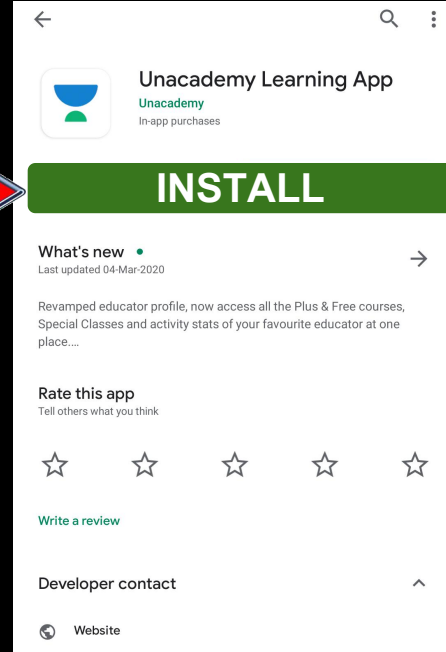 Unacademy Learning App
Unacademy
In-app purchases
INSTALL
What's new
Last updated 04-Mar-2020
Revamped educator profile, now access all the Plus & Free courses,
Special Classes and activity stats of your favourite educator at one
place....
Rate this app
Tell others what you think
Write a review
Developer contact
Website